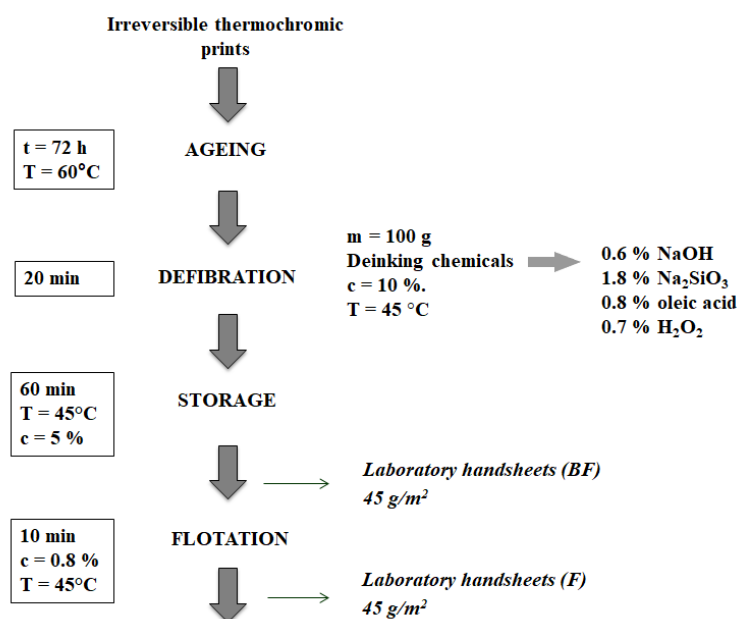 Irreversible thermochromic
prints
t = 72 h
T = 60°C
AGEING
20 min
DEFIBRATION
m = 100 g
Deinking chemicals
c = 10 %.
T = 45 °C
0.6 % NaOH
1.8 % Na₂SiO₃
0.8 % oleic acid
0.7 % H₂O₂
60 min
T = 45°C
c = 5 %
STORAGE
Laboratory handsheets (BF)
45 g/m²
10 min
c = 0.8 %
T = 45°C
FLOTATION
Laboratory handsheets (F)
45 g/m²